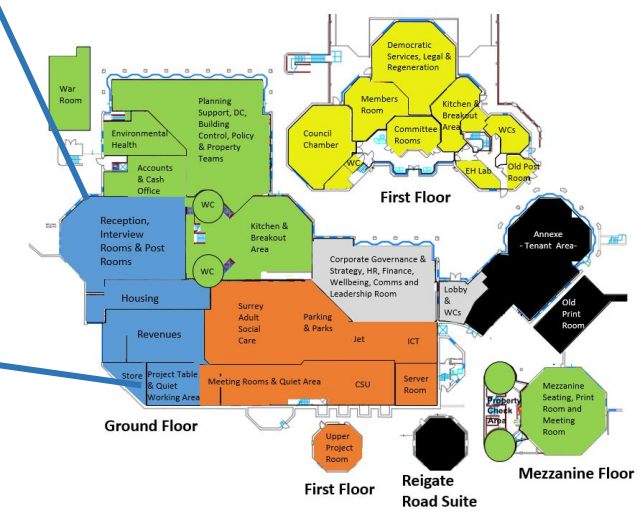 War
Room
Environmental
Health
Planning
Support, DC,
Building
Control, Policy
& Property
Teams
Accounts
& Cash
Office
WC
Reception,
Interview
Rooms & Post
Rooms
WC
Kitchen &
Breakout
Area
Housing
Revenues
Store
Project Table
& Quiet
Working Area
Surrey
Adult
Social
Care
Parking
& Parks
Jet
ICT
Meeting Rooms & Quiet Area
CSU
Server
Room
Corporate Governance &
Strategy, HR, Finance,
Wellbeing, Comms and
Leadership Room
Lobby
&
WCs
Annexe
- Tenant Area-
Old
Print
Room
Ground Floor
Democratic
Services, Legal &
Regeneration
Members
Room
Kitchen &
Breakout
Area
Council
Chamber
Committee
Rooms
WCs
WC
EH Lab
Old Post
Room
First Floor
Upper
Project
Room
First Floor
Reigate
Road Suite
Property
Check
Area
Mezzanine
Seating, Print
Room and
Meeting
Room
Mezzanine Floor